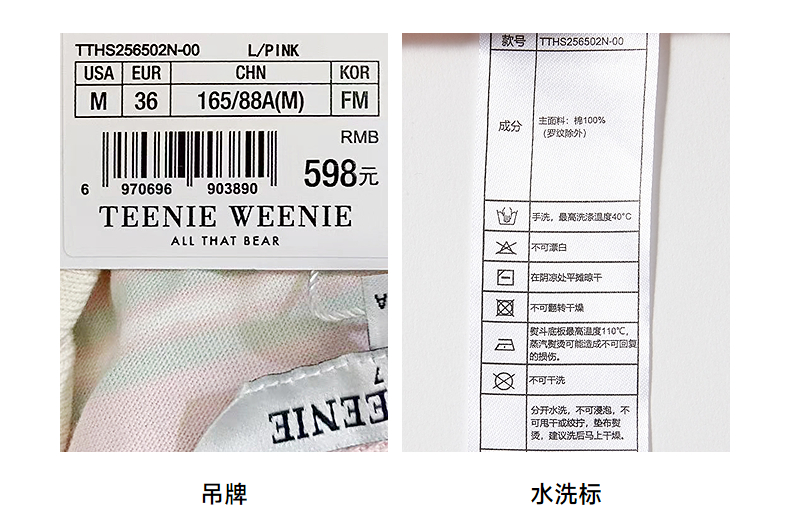 TTHS256502N-00 L/PINK
USA EUR CHN KOR
M 36 165/88A(M) FM
RMB
598元
6 970696 903890
TEENIE WEENIE
ALL THAT BEAR
EENIE
款号 TTHS256502N-00
成分 主面料：棉100%
（罗纹除外）
手洗，最高洗涤温度40°C
不可漂白
在阴凉处平摊晾干
不可翻转干燥
熨斗底板最高温度110℃，
蒸汽熨烫可能造成不可回复
的损伤。
不可干洗
分开水洗，不可浸泡，不
可甩干或绞拧，垫布熨
烫，建议洗后马上干燥。
吊牌 水洗标